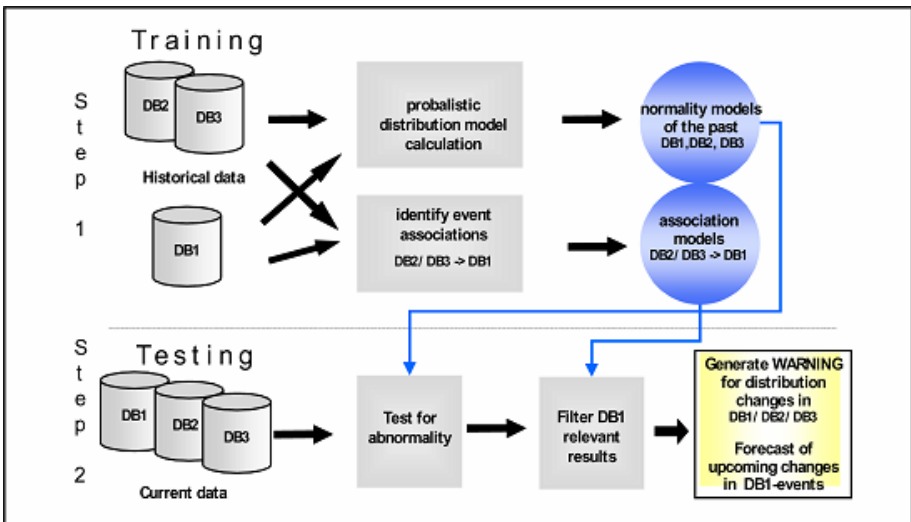 Training
Step 1
DB2
DB3
Historical data
DB1
probalistic
distribution model
calculation
identify event
associations
DB2/ DB3 -> DB1
normality models
of the past
DB1,DB2, DB3
association
models
DB2/ DB3 -> DB1
Step 2
Testing
DB1
DB2
DB3
Current data
Test for
abnormality
Filter DB1
relevant
results
Generate WARNING
for distribution
changes in
DB1/ DB2/ DB3
Forecast of
upcoming changes
in DB1-events